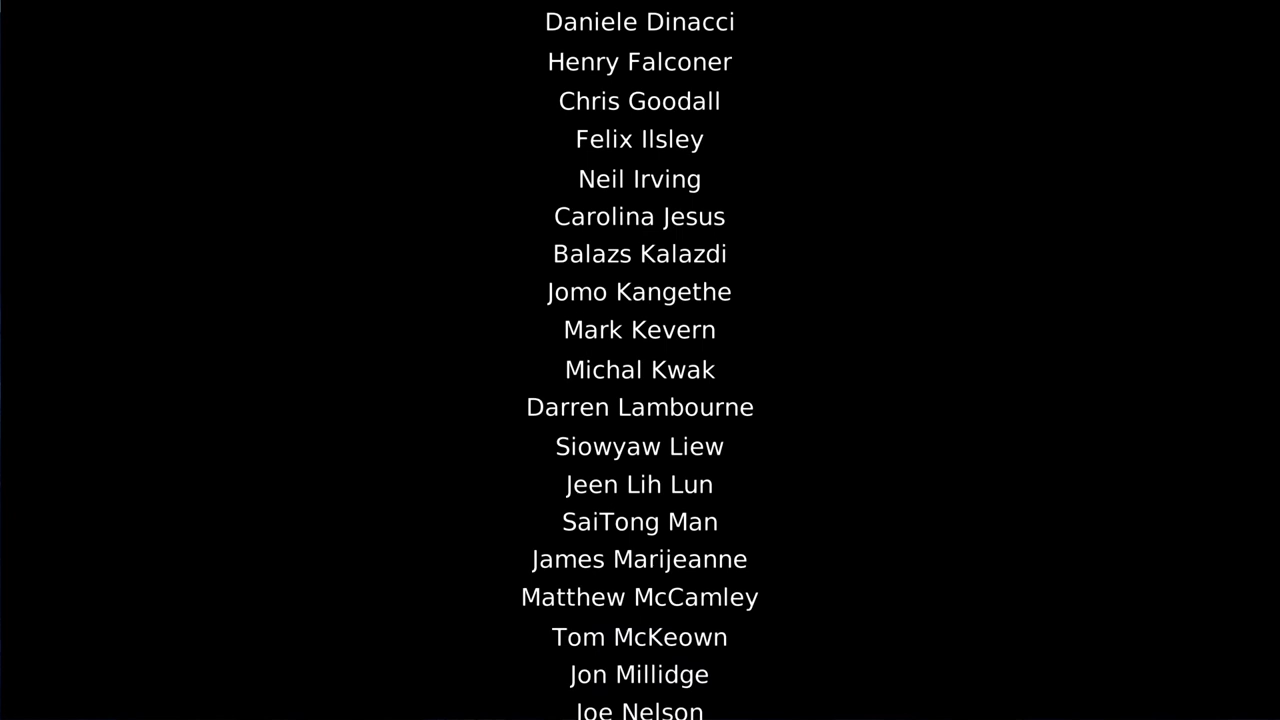 Daniele Dinacci
Henry Falconer
Chris Goodall
Felix Ilsley
Neil Irving
Carolina Jesus
Balazs Kalazdi
Jomo Kangethe
Mark Kevern
Michal Kwak
Darren Lambourne
Siowyaw Liew
Jeen Lih Lun
SaiTong Man
James Marijeanne
Matthew McCamley
Tom McKeown
Jon Millidge
Joe Nelson